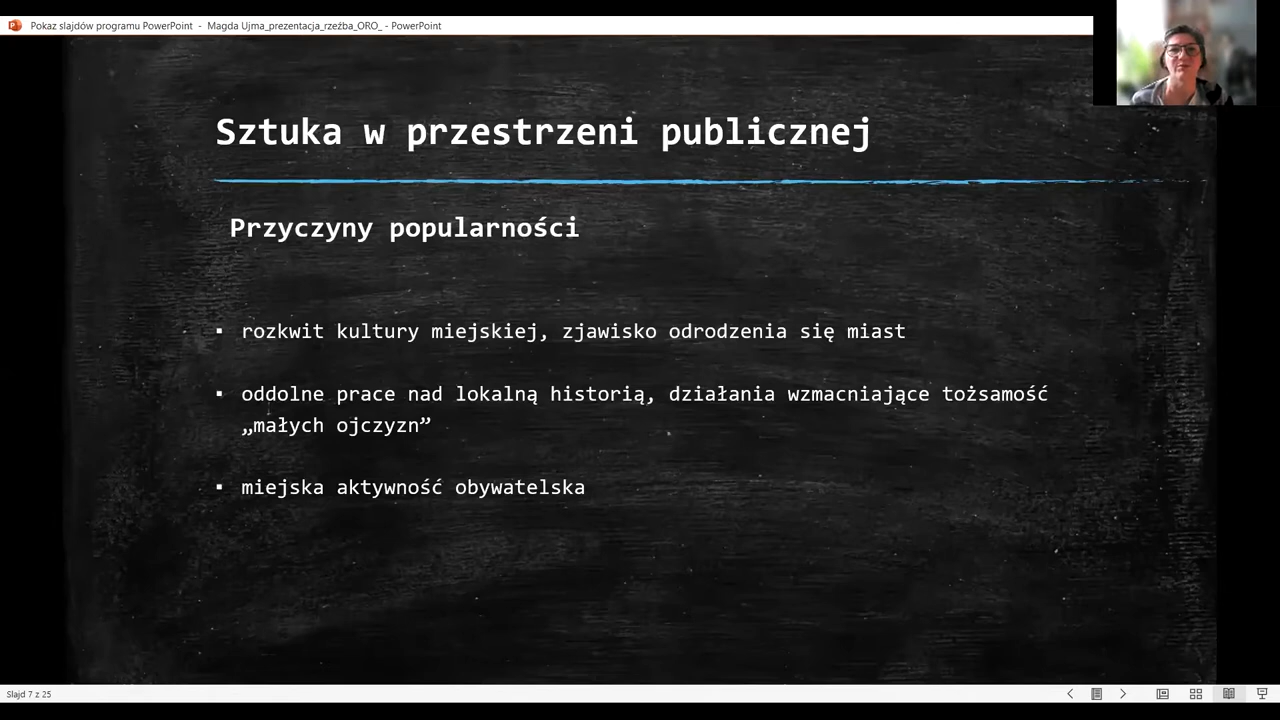 Pokaz slajdów programu PowerPoint - Magda Ujma_prezentacja_rzeźba_ORO_ - PowerPoint
Sztuka w przestrzeni publicznej
Przyczyny popularności
▪ rozkwit kultury miejskiej, zjawisko odrodzenia się miast
▪ oddolne prace nad lokalną historią, działania wzmacniające tożsamość
„małych ojczyzn”
▪ miejska aktywność obywatelska
Slajd 7 z 25